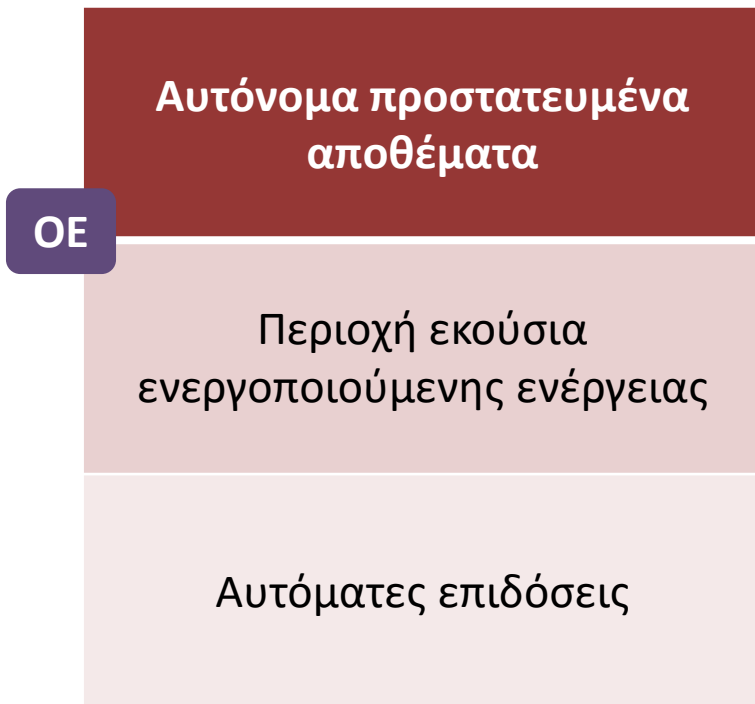 Αυτόνομα προστατευμένα
αποθέματα
ΟΕ
Περιοχή εκούσια
ενεργοποιούμενης ενέργειας
Αυτόματες επιδόσεις